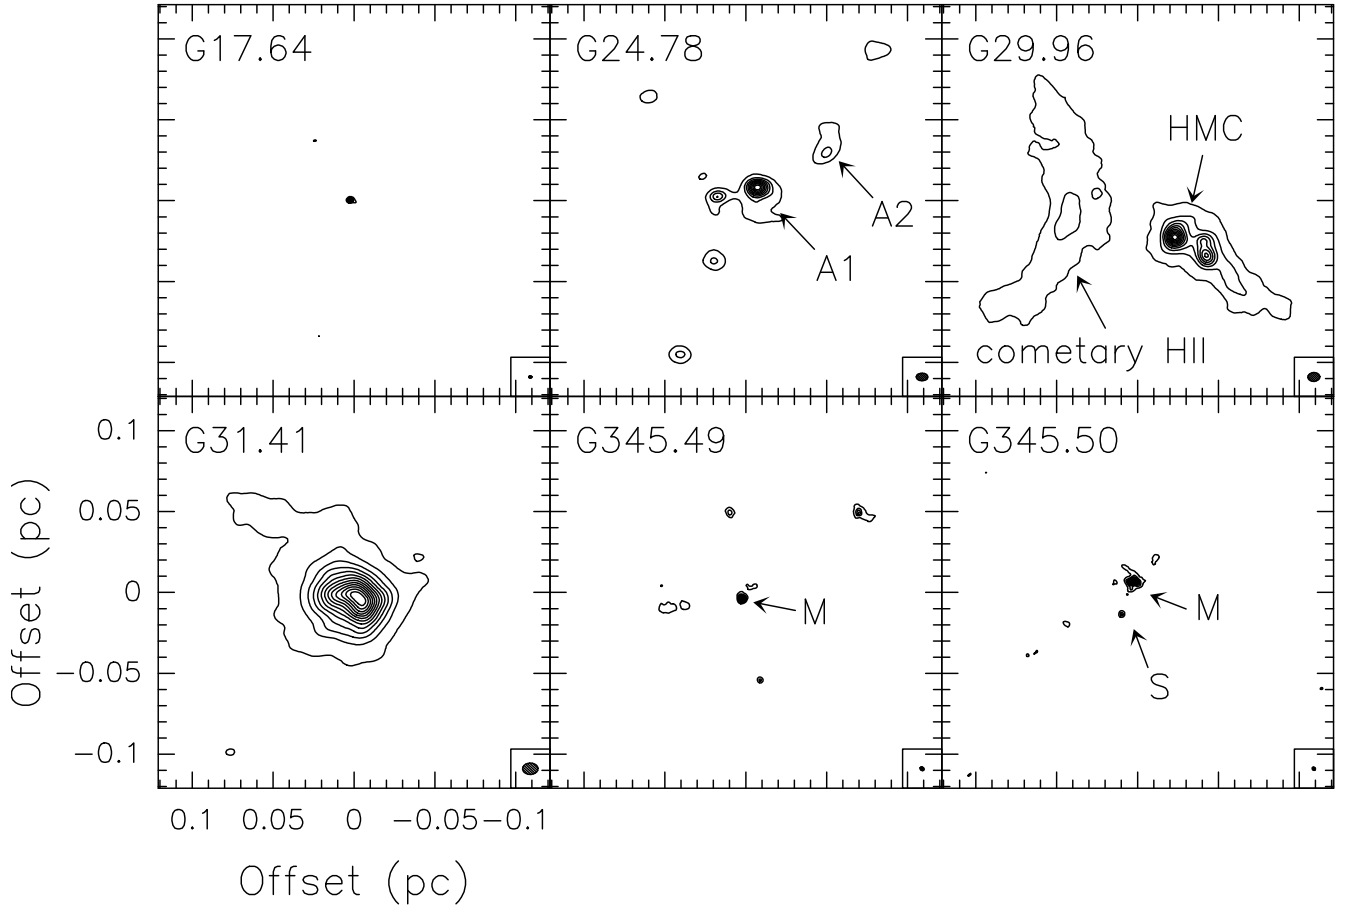 G17.64
G24.78
A2
A1
G29.96
HMC
cometary HII
G31.41
G345.49
M
G345.50
M
S
0.1
0.05
0
−0.05
−0.1
Offset (pc)
0.1 0.05 0 −0.05 −0.1
Offset (pc)